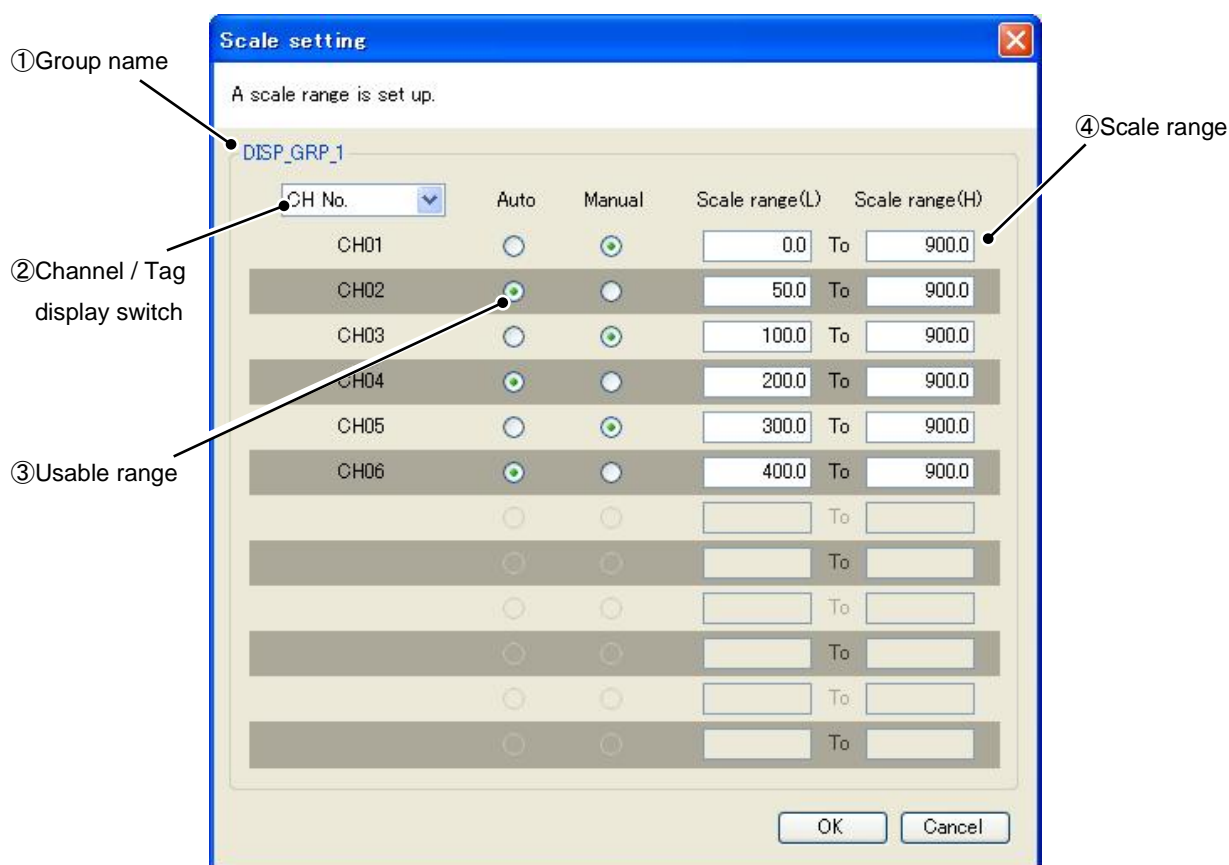 Scale setting
①Group name
A scale range is set up.
④Scale range
DISP_GRP_1
CH No. Auto Manual Scale range(L) Scale range(H)
CH01 0.0 To 900.0
②Channel / Tag
display switch
CH02 50.0 To 900.0
CH03 100.0 To 900.0
CH04 200.0 To 900.0
CH05 300.0 To 900.0
③Usable range
CH06 400.0 To 900.0
To
To
To
To
To
To
OK Cancel